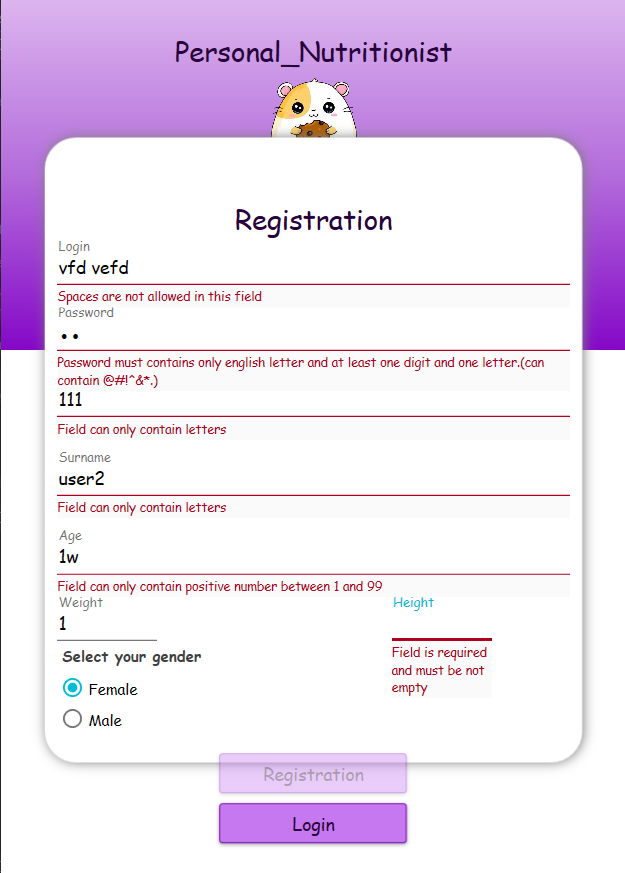 Personal_Nutritionist
Registration
Login
vfd vefd
Spaces are not allowed in this field
Password
••
Password must contains only english letter and at least one digit and one letter.(can
contain @#!^&*.)
111
Field can only contain letters
Surname
user2
Field can only contain letters
Age
1w
Field can only contain positive number between 1 and 99
Weight
Height
1
Field is required
and must be not
empty
Select your gender
Female
Male
Registration
Login